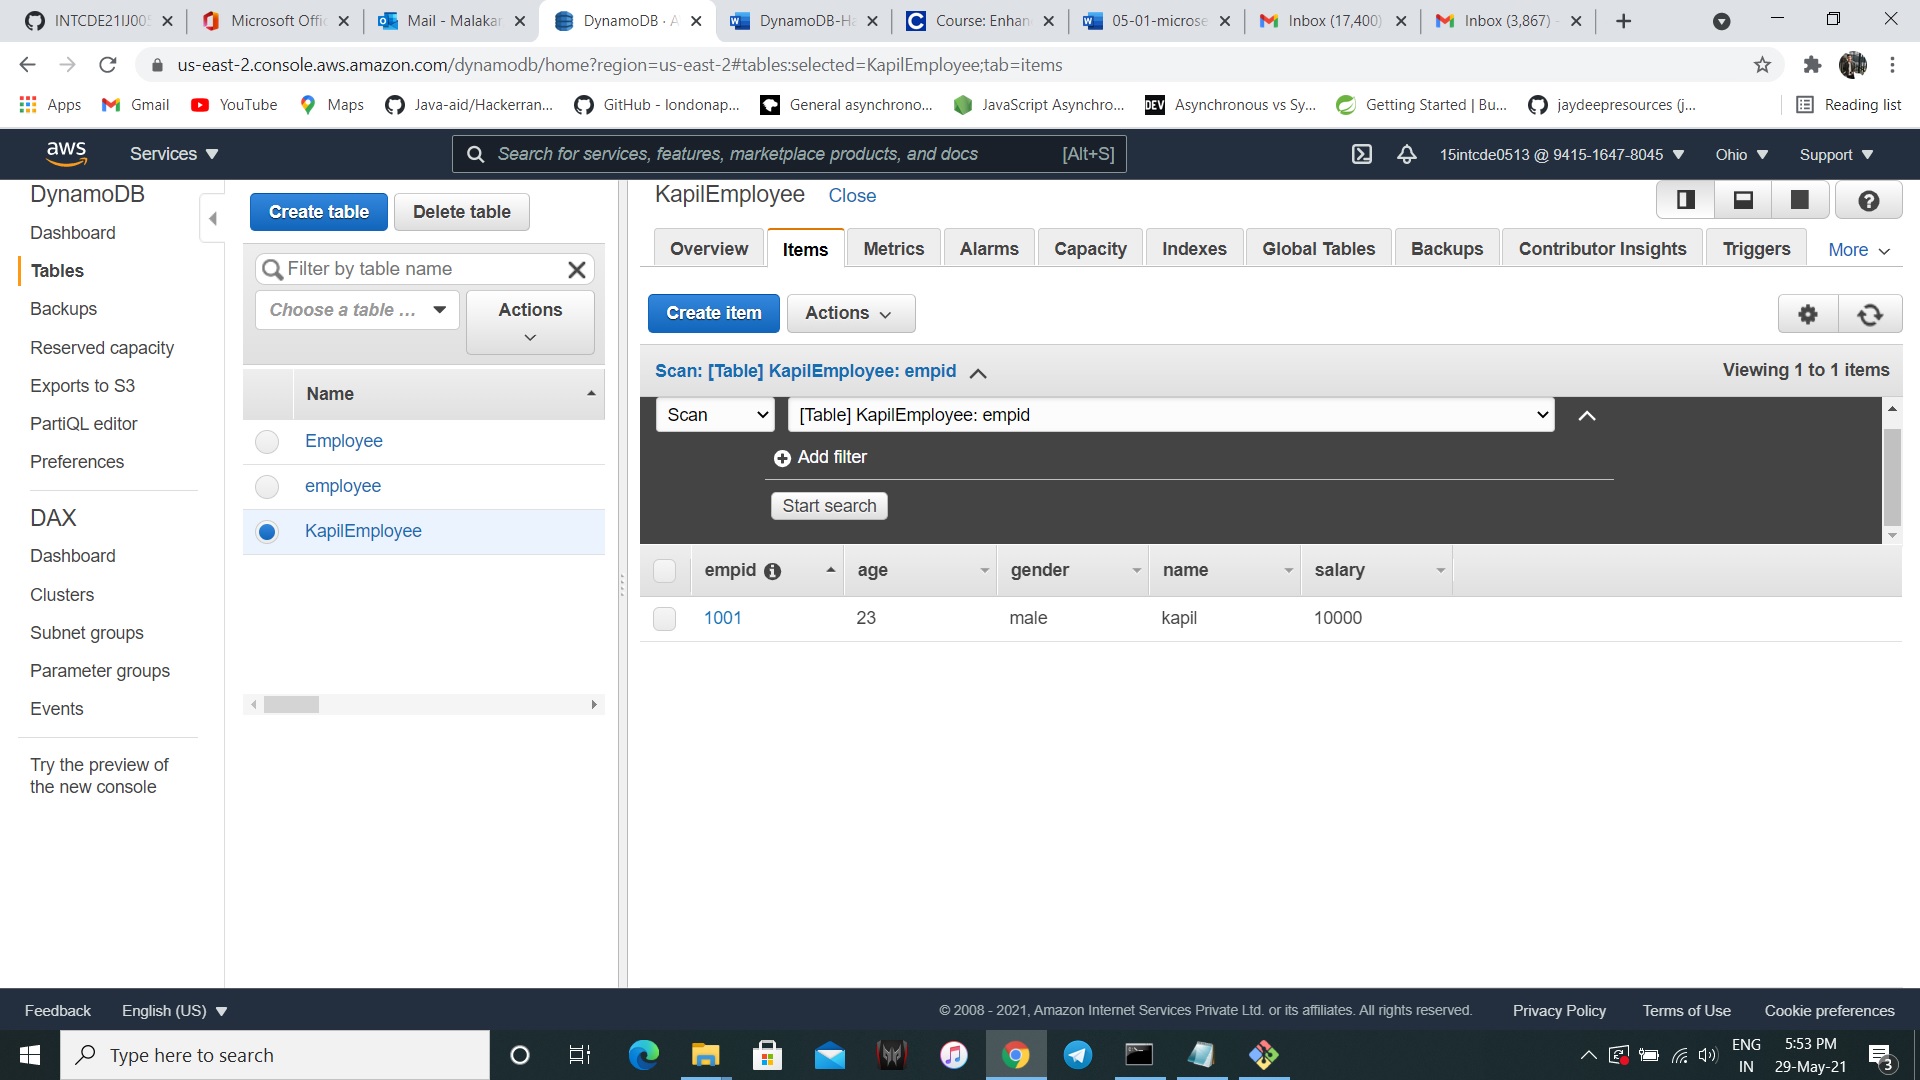 INTCDE21IJ005
Microsoft Offic
Mail - Malakar
DynamoDB · A
DynamoDB-Ha
Course: Enhan
05-01-microse
Inbox (17,400)
Inbox (3,867) -
us-east-2.console.aws.amazon.com/dynamodb/home?region=us-east-2#tables:selected=KapilEmployee;tab=items
Apps
Gmail
YouTube
Maps
Java-aid/Hackerran...
GitHub - londonap...
General asynchrono...
JavaScript Asynchro...
DEV
Asynchronous vs Sy...
Getting Started | Bu...
jaydeepresources (j...
Reading list
aws
Services
Search for services, features, marketplace products, and docs
[Alt+S]
15intcde0513 @ 9415-1647-8045
Ohio
Support
DynamoDB
Dashboard
Tables
Backups
Reserved capacity
Exports to S3
PartiQL editor
Preferences
DAX
Dashboard
Clusters
Subnet groups
Parameter groups
Events
Try the preview of
the new console
Create table
Delete table
Filter by table name
Choose a table ...
Actions
Name
Employee
employee
KapilEmployee
KapilEmployee
Close
Overview
Items
Metrics
Alarms
Capacity
Indexes
Global Tables
Backups
Contributor Insights
Triggers
More
Create item
Actions
Scan: [Table] KapilEmployee: empid
Viewing 1 to 1 items
Scan
[Table] KapilEmployee: empid
Add filter
Start search
empid age gender name salary
1001 23 male kapil 10000
Feedback
English (US)
© 2008 - 2021, Amazon Internet Services Private Ltd. or its affiliates. All rights reserved.
Privacy Policy
Terms of Use
Cookie preferences
Type here to search
ENG
IN
5:53 PM
29-May-21
3